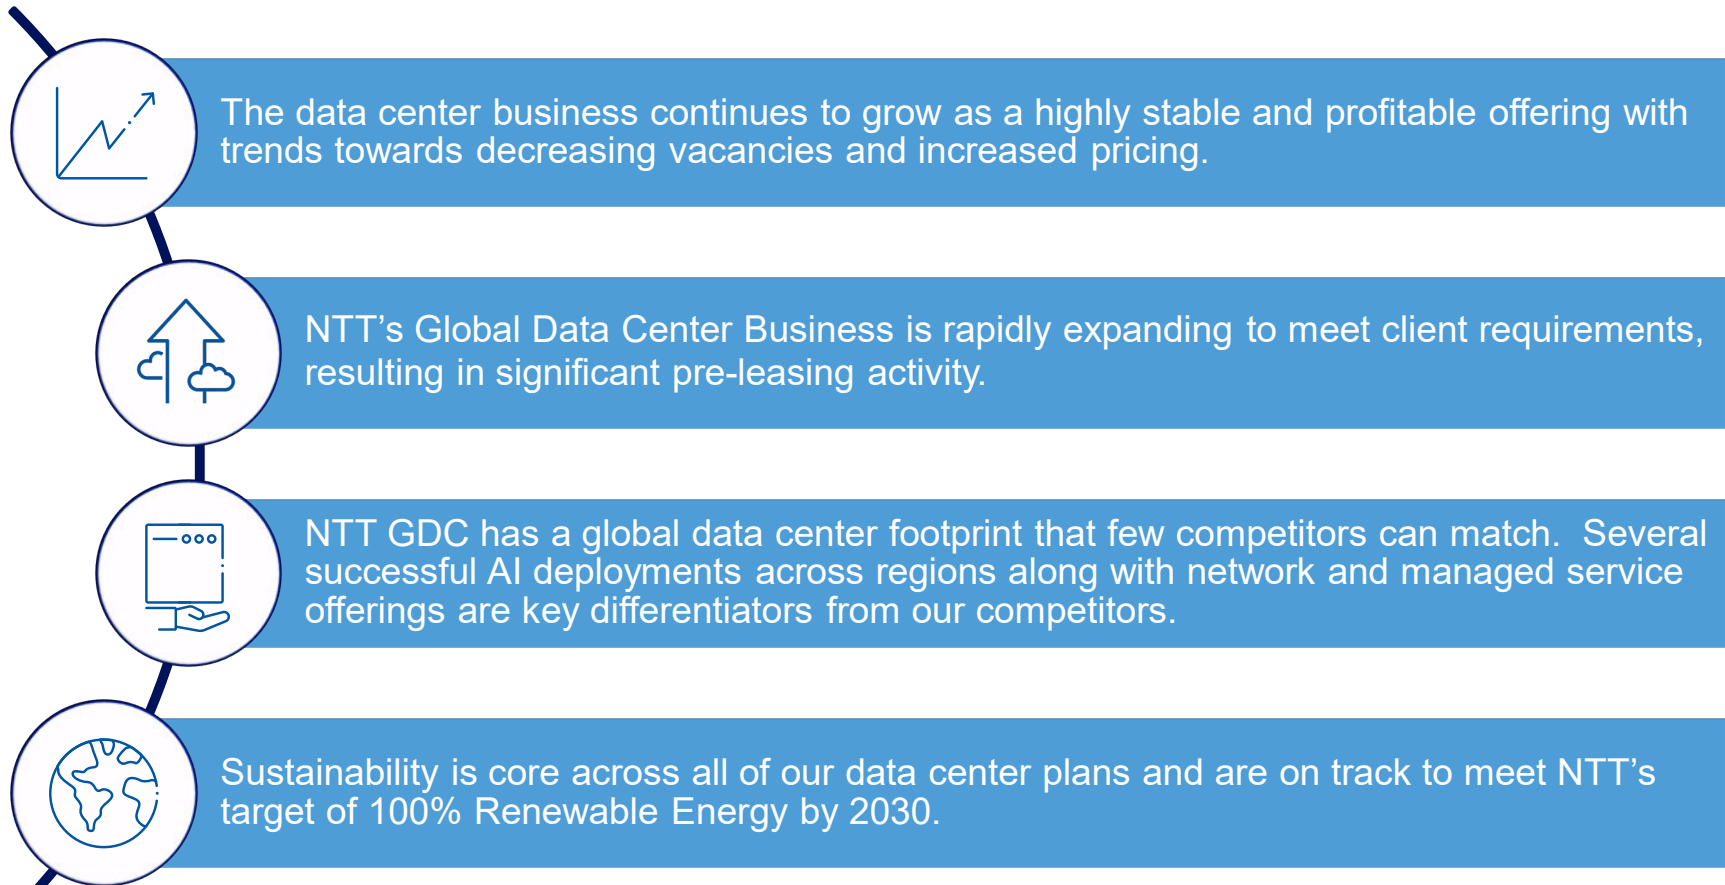 The data center business continues to grow as a highly stable and profitable offering with
trends towards decreasing vacancies and increased pricing.
NTT’s Global Data Center Business is rapidly expanding to meet client requirements,
resulting in significant pre-leasing activity.
NTT GDC has a global data center footprint that few competitors can match.  Several
successful AI deployments across regions along with network and managed service
offerings are key differentiators from our competitors.
Sustainability is core across all of our data center plans and are on track to meet NTT’s
target of 100% Renewable Energy by 2030.